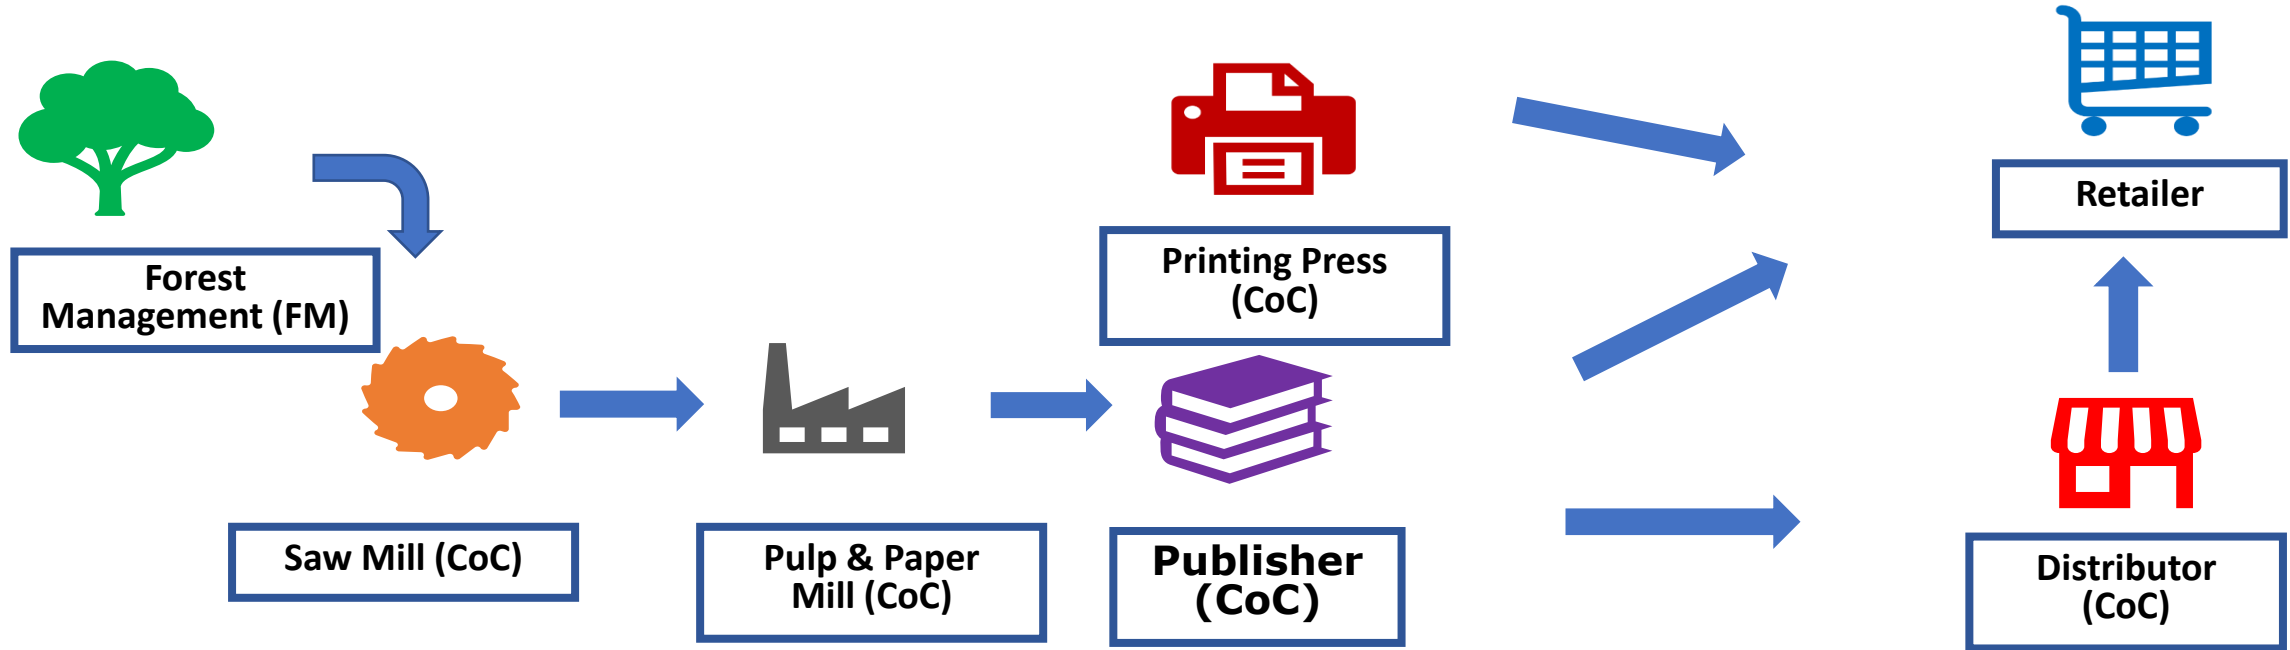 Forest
Management (FM)
Saw Mill (CoC)
Pulp & Paper
Mill (CoC)
Printing Press
(CoC)
Publisher
(CoC)
Retailer
Distributor
(CoC)